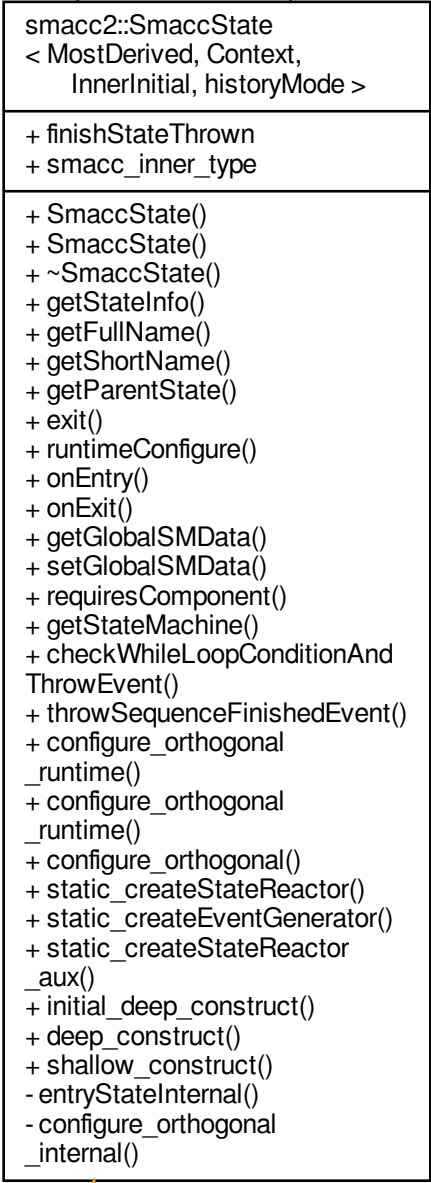 smacc2::SmaccState
< MostDerived, Context,
InnerInitial, historyMode >
+ finishStateThrown
+ smacc_inner_type
+ SmaccState()
+ SmaccState()
+ ~SmaccState()
+ getStateInfo()
+ getFullName()
+ getShortName()
+ getParentState()
+ exit()
+ runtimeConfigure()
+ onEntry()
+ onExit()
+ getGlobalSMData()
+ setGlobalSMData()
+ requiresComponent()
+ getStateMachine()
+ checkWhileLoopConditionAnd
ThrowEvent()
+ throwSequenceFinishedEvent()
+ configure_orthogonal
_runtime()
+ configure_orthogonal
_runtime()
+ configure_orthogonal()
+ static_createStateReactor()
+ static_createEventGenerator()
+ static_createStateReactor
_aux()
+ initial_deep_construct()
+ deep_construct()
+ shallow_construct()
- entryStateInternal()
- configure_orthogonal
_internal()